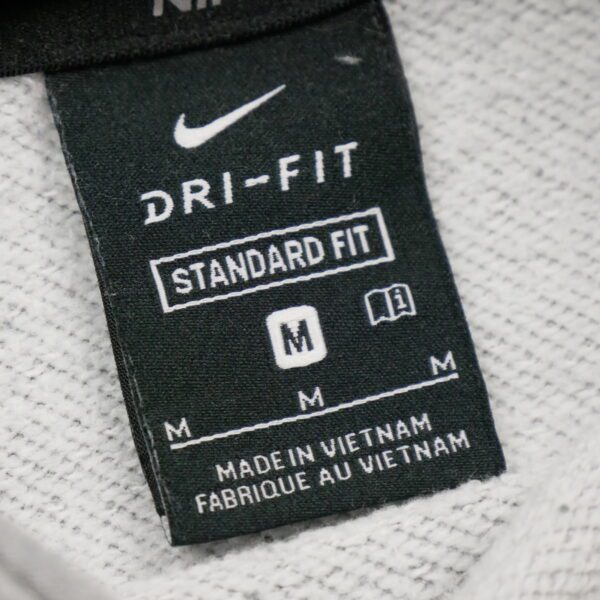 DRI-FIT
STANDARD FIT
M
i
M M M
MADE IN VIETNAM
FABRIQUE AU VIETNAM